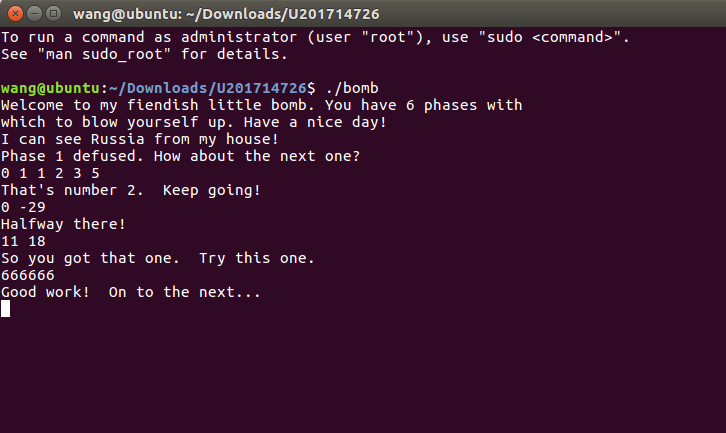 wang@ubuntu: ~/Downloads/U201714726
To run a command as administrator (user "root"), use "sudo <command>".
See "man sudo_root" for details.
wang@ubuntu:~/Downloads/U201714726$ ./bomb
Welcome to my fiendish little bomb. You have 6 phases with
which to blow yourself up. Have a nice day!
I can see Russia from my house!
Phase 1 defused. How about the next one?
0 1 1 2 3 5
That's number 2.  Keep going!
0 -29
Halfway there!
11 18
So you got that one.  Try this one.
666666
Good work!  On to the next...